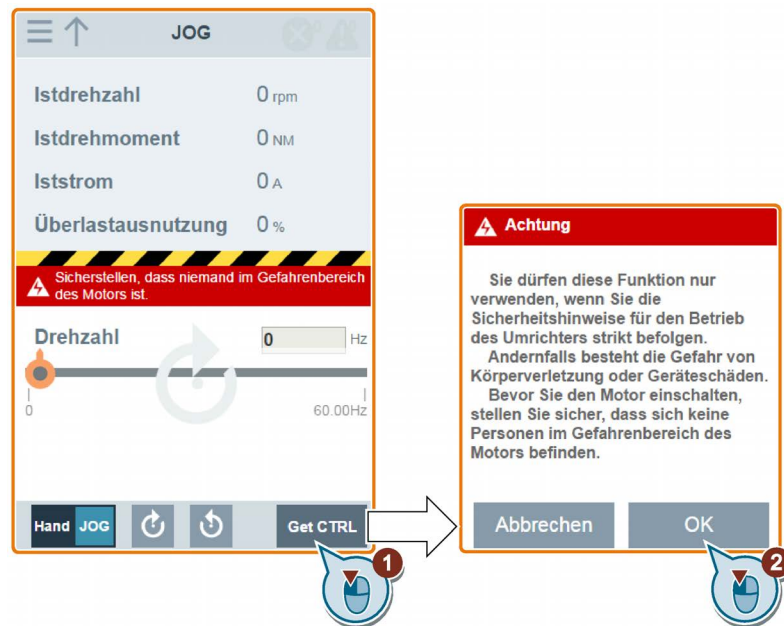 JOG
Istdrehzahl 0 rpm
Istdrehmoment 0 NM
Iststrom 0 A
Überlastausnutzung 0 %
Sicherstellen, dass niemand im Gefahrenbereich
des Motors ist.
Drehzahl 0 Hz
0 60.00Hz
Hand JOG Get CTRL
1
Achtung
Sie dürfen diese Funktion nur
verwenden, wenn Sie die
Sicherheitshinweise für den Betrieb
des Umrichters strikt befolgen.
Andernfalls besteht die Gefahr von
Körperverletzung oder Geräteschäden.
Bevor Sie den Motor einschalten,
stellen Sie sicher, dass sich keine
Personen im Gefahrenbereich des
Motors befinden.
Abbrechen OK
2